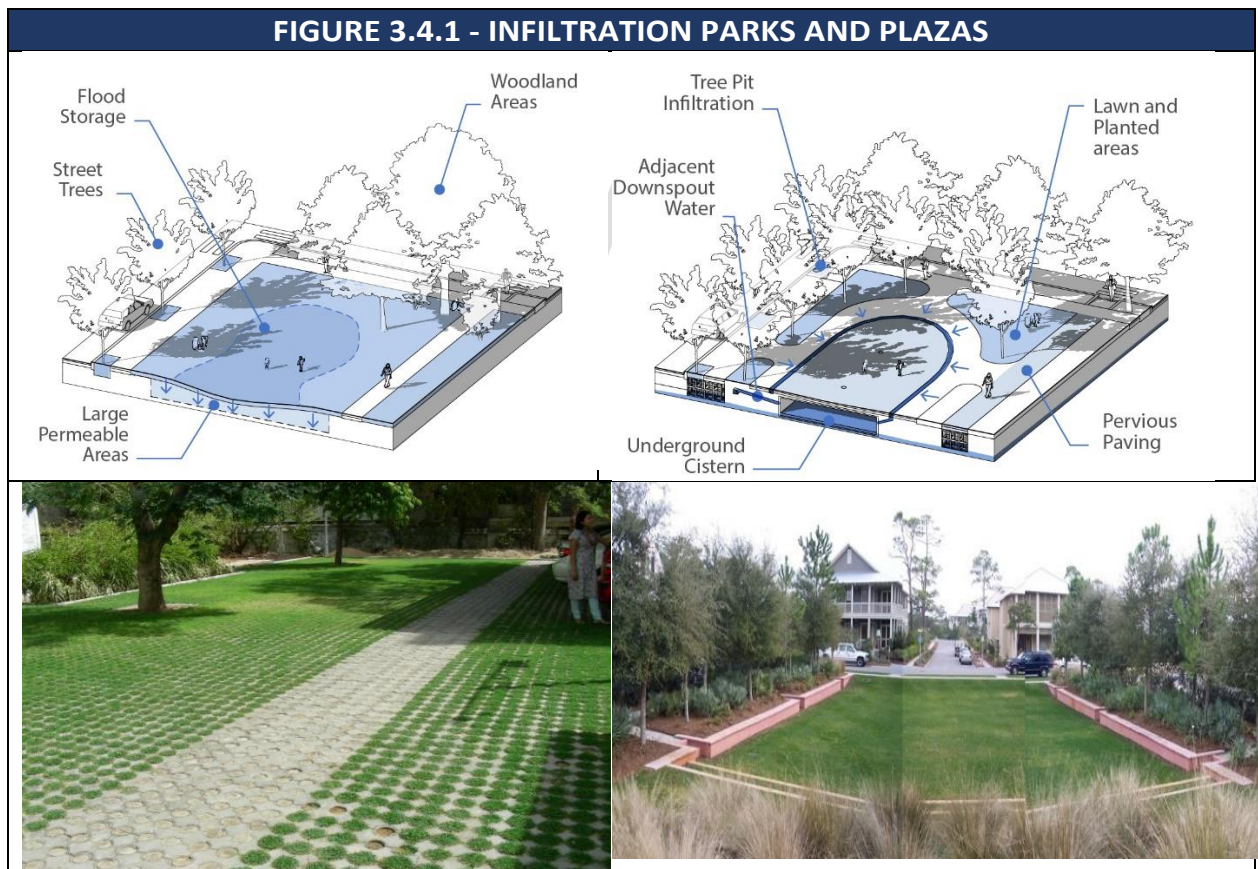 FIGURE 3.4.1 - INFILTRATION PARKS AND PLAZAS
Flood
Storage
Woodland
Areas
Street
Trees
Large
Permeable
Areas
Tree Pit
Infiltration
Lawn and
Planted
areas
Adjacent
Downspout
Water
Underground
Cistern
Pervious
Paving